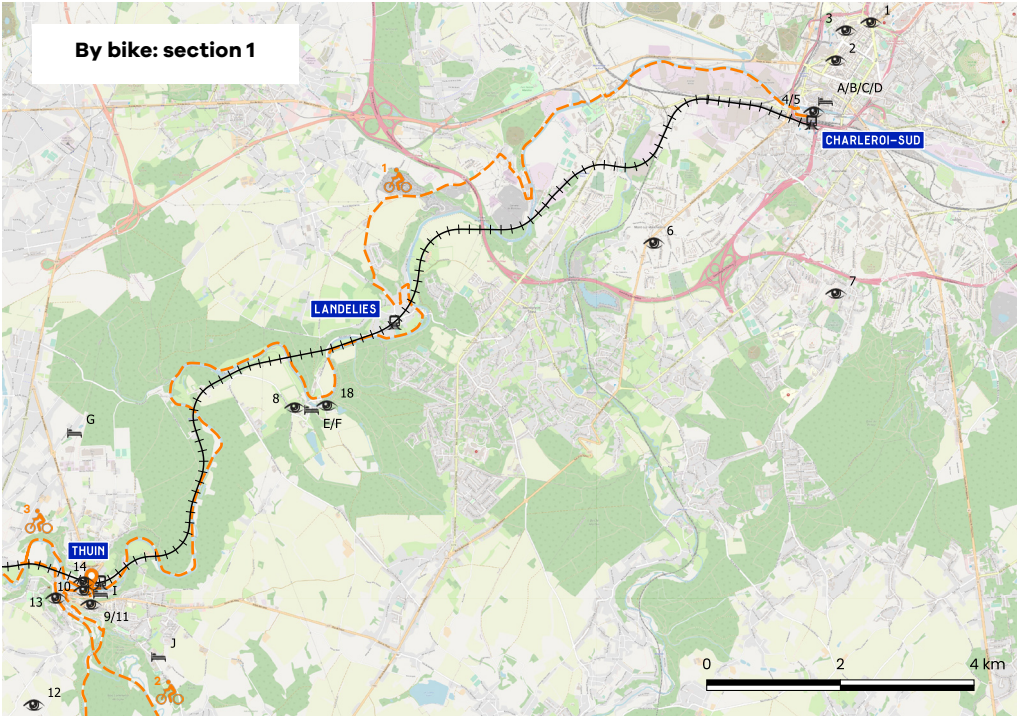 By bike: section 1
1
3
2
A/B/C/D
4/5
CHARLEROI-SUD
1
6
7
LANDELIES
8
18
E/F
G
3
THUIN
14
10
I
13
9/11
J
2
12
0 2 4 km